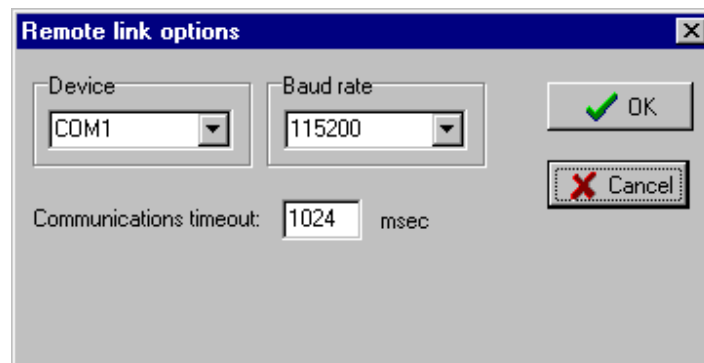 Remote link options
Device
Baud rate
COM1
115200
OK
Cancel
Communications timeout: 1024 msec